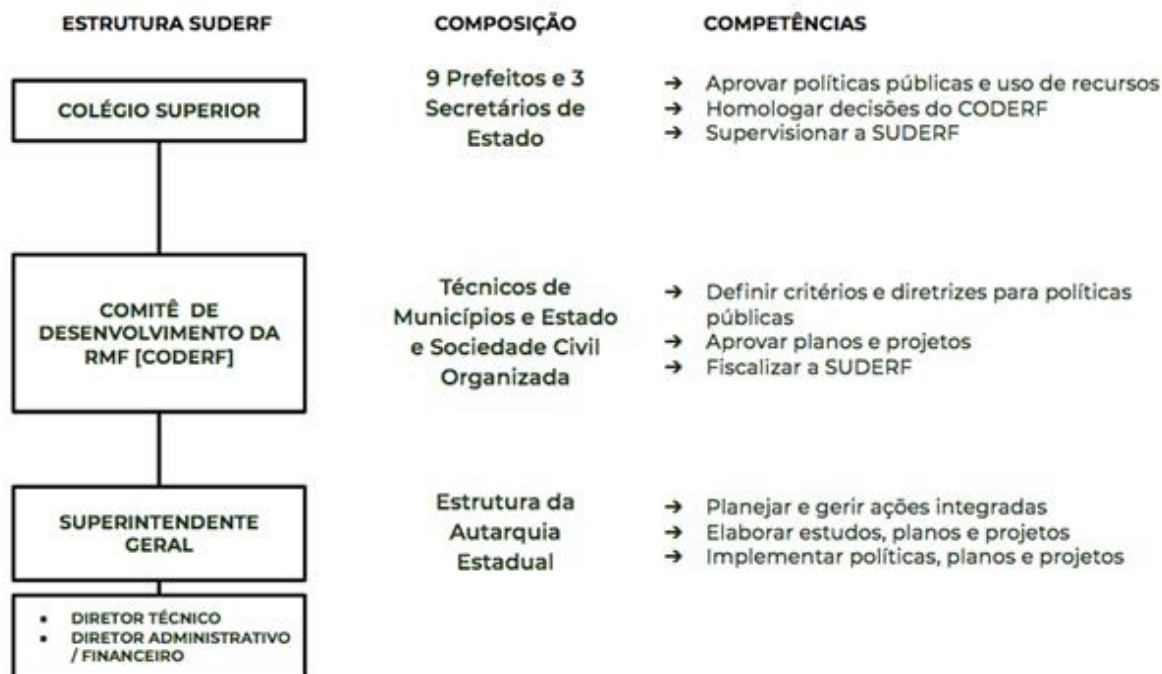 ESTRUTURA SUDERF
COMPOSIÇÃO
COMPETÊNCIAS
COLÉGIO SUPERIOR
9 Prefeitos e 3
Secretários de
Estado
→ Aprovar políticas públicas e uso de recursos
→ Homologar decisões do CODERF
→ Supervisionar a SUDERF
COMITÊ DE
DESENVOLVIMENTO DA
RMF [CODERF]
Técnicos de
Municípios e Estado
e Sociedade Civil
Organizada
→ Definir critérios e diretrizes para políticas
públicas
→ Aprovar planos e projetos
→ Fiscalizar a SUDERF
SUPERINTENDENTE
GERAL
Estrutura da
Autarquia
Estadual
→ Planejar e gerir ações integradas
→ Elaborar estudos, planos e projetos
→ Implementar políticas, planos e projetos
• DIRETOR TÉCNICO
• DIRETOR ADMINISTRATIVO
/ FINANCEIRO